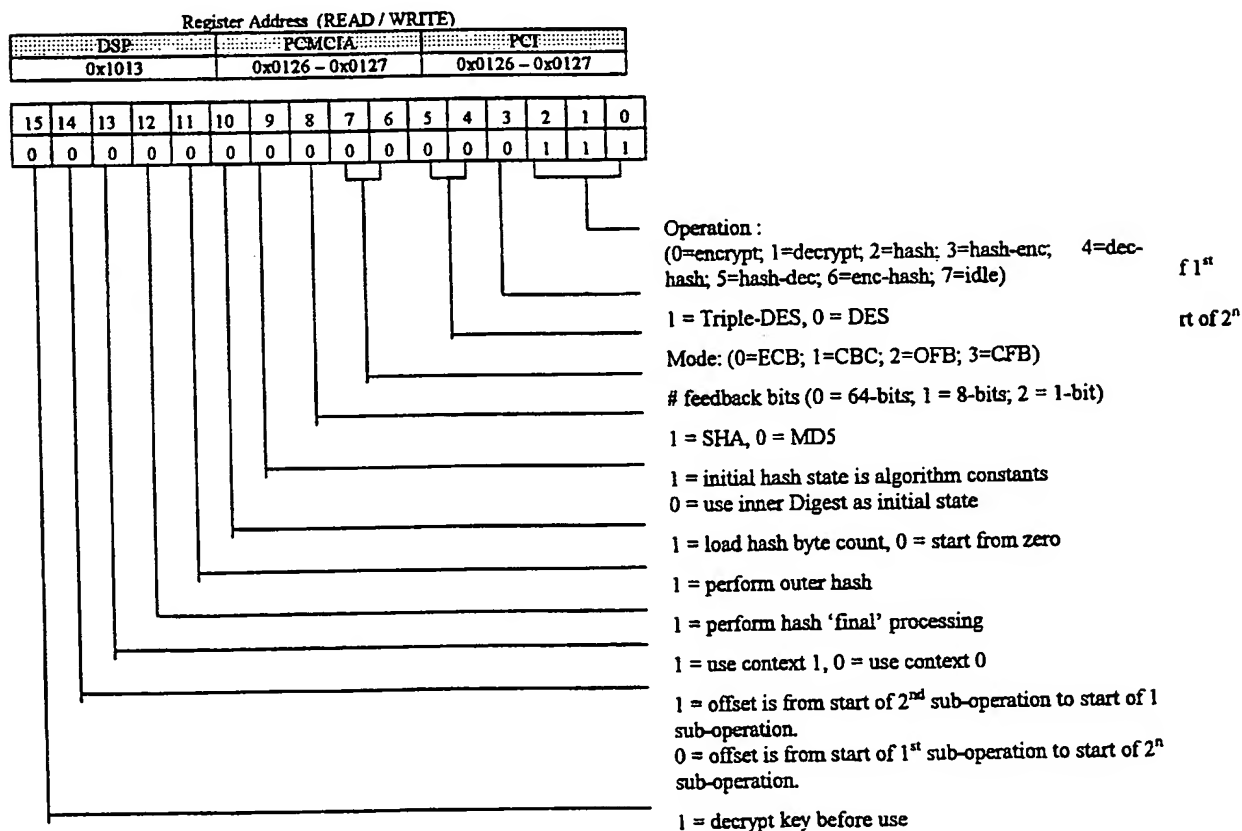 Register Address (READ / WRITE)
DSP PCMCIA PCI
0x1013 0x0126 – 0x0127 0x0126 – 0x0127
15 14 13 12 11 10 9 8 7 6 5 4 3 2 1 0
0 0 0 0 0 0 0 0 0 0 0 0 0 1 1 1
Operation :
(0=encrypt; 1=decrypt; 2=hash; 3=hash-enc; 4=dec-
hash; 5=hash-dec; 6=enc-hash; 7=idle)
f 1st
1 = Triple-DES, 0 = DES
rt of 2n
Mode: (0=ECB; 1=CBC; 2=OFB; 3=CFB)
# feedback bits (0 = 64-bits; 1 = 8-bits; 2 = 1-bit)
1 = SHA, 0 = MD5
1 = initial hash state is algorithm constants
0 = use inner Digest as initial state
1 = load hash byte count, 0 = start from zero
1 = perform outer hash
1 = perform hash ‘final’ processing
1 = use context 1, 0 = use context 0
1 = offset is from start of 2nd sub-operation to start of 1
sub-operation.
0 = offset is from start of 1st sub-operation to start of 2n
sub-operation.
1 = decrypt key before use